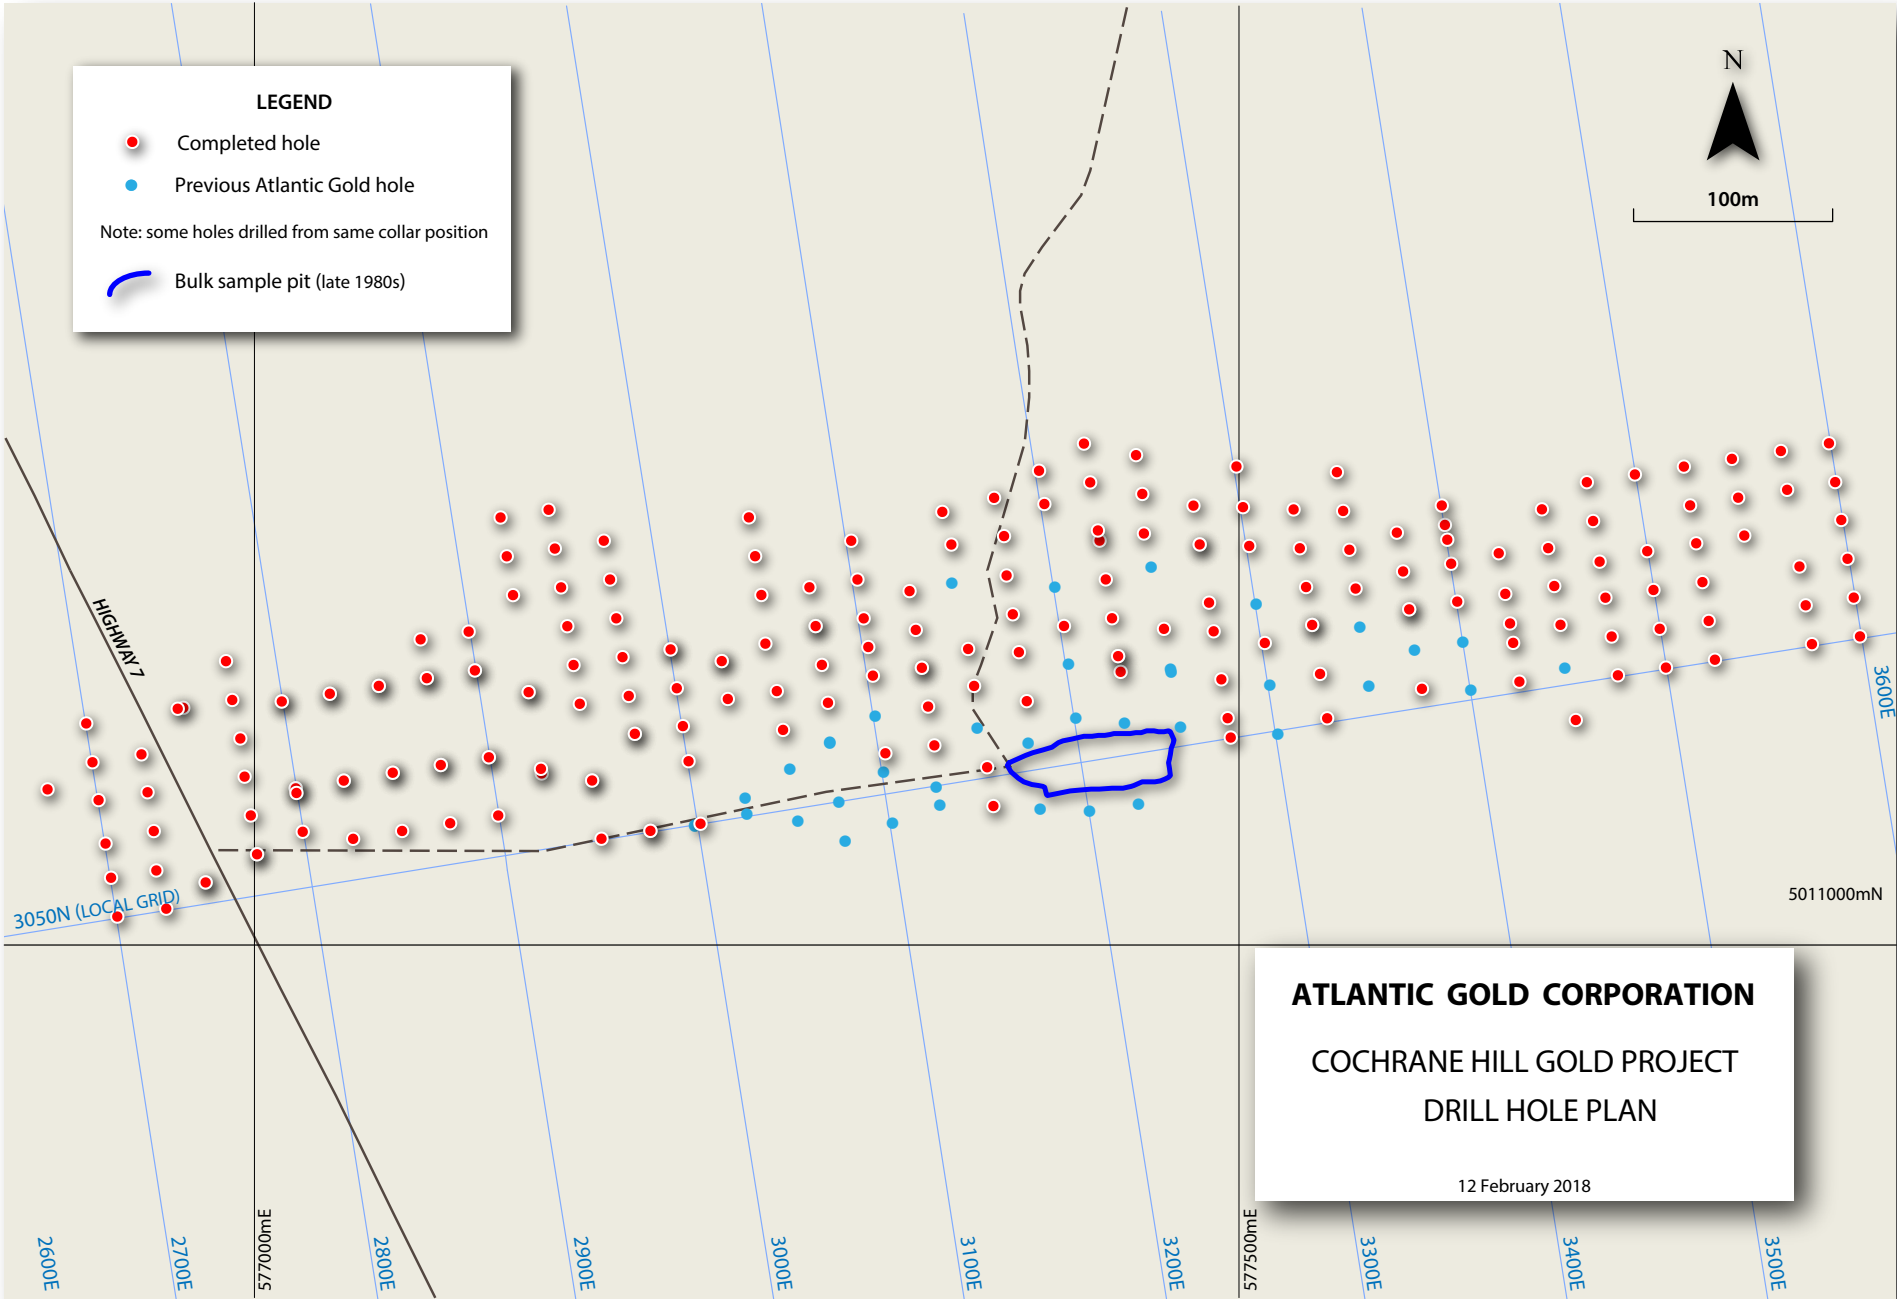 LEGEND
Completed hole
Previous Atlantic Gold hole
Note: some holes drilled from same collar position
Bulk sample pit (late 1980s)
N
100m
HIGHWAY 7
3050N (LOCAL GRID)
3600E
5011000mN
ATLANTIC GOLD CORPORATION
COCHRANE HILL GOLD PROJECT
DRILL HOLE PLAN
12 February 2018
2600E
2700E
577000mE
2800E
2900E
3000E
3100E
3200E
577500mE
3300E
3400E
3500E